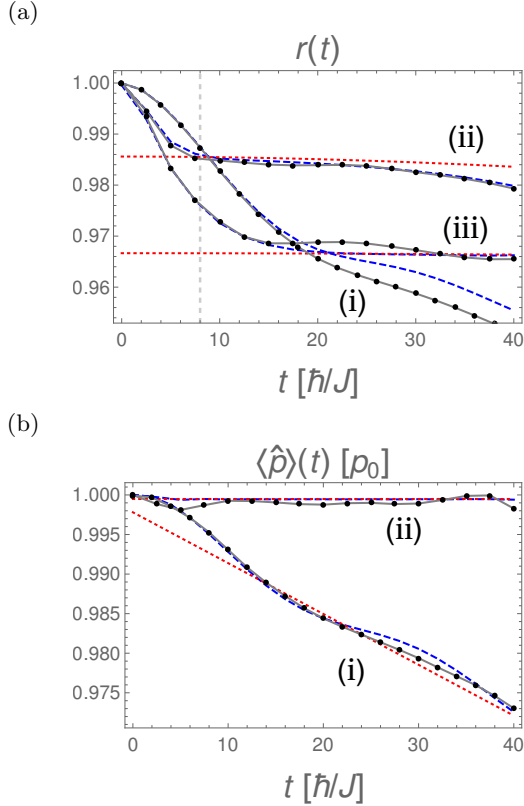 (a)
r(t)
1.00
0.99
0.98
0.97
0.96
(ii)
(iii)
(i)
0
10
20
30
40
t [ħ/J]
(b)
⟨p̂⟩(t) [p₀]
1.000
0.995
0.990
0.985
0.980
0.975
(ii)
(i)
0
10
20
30
40
t [ħ/J]